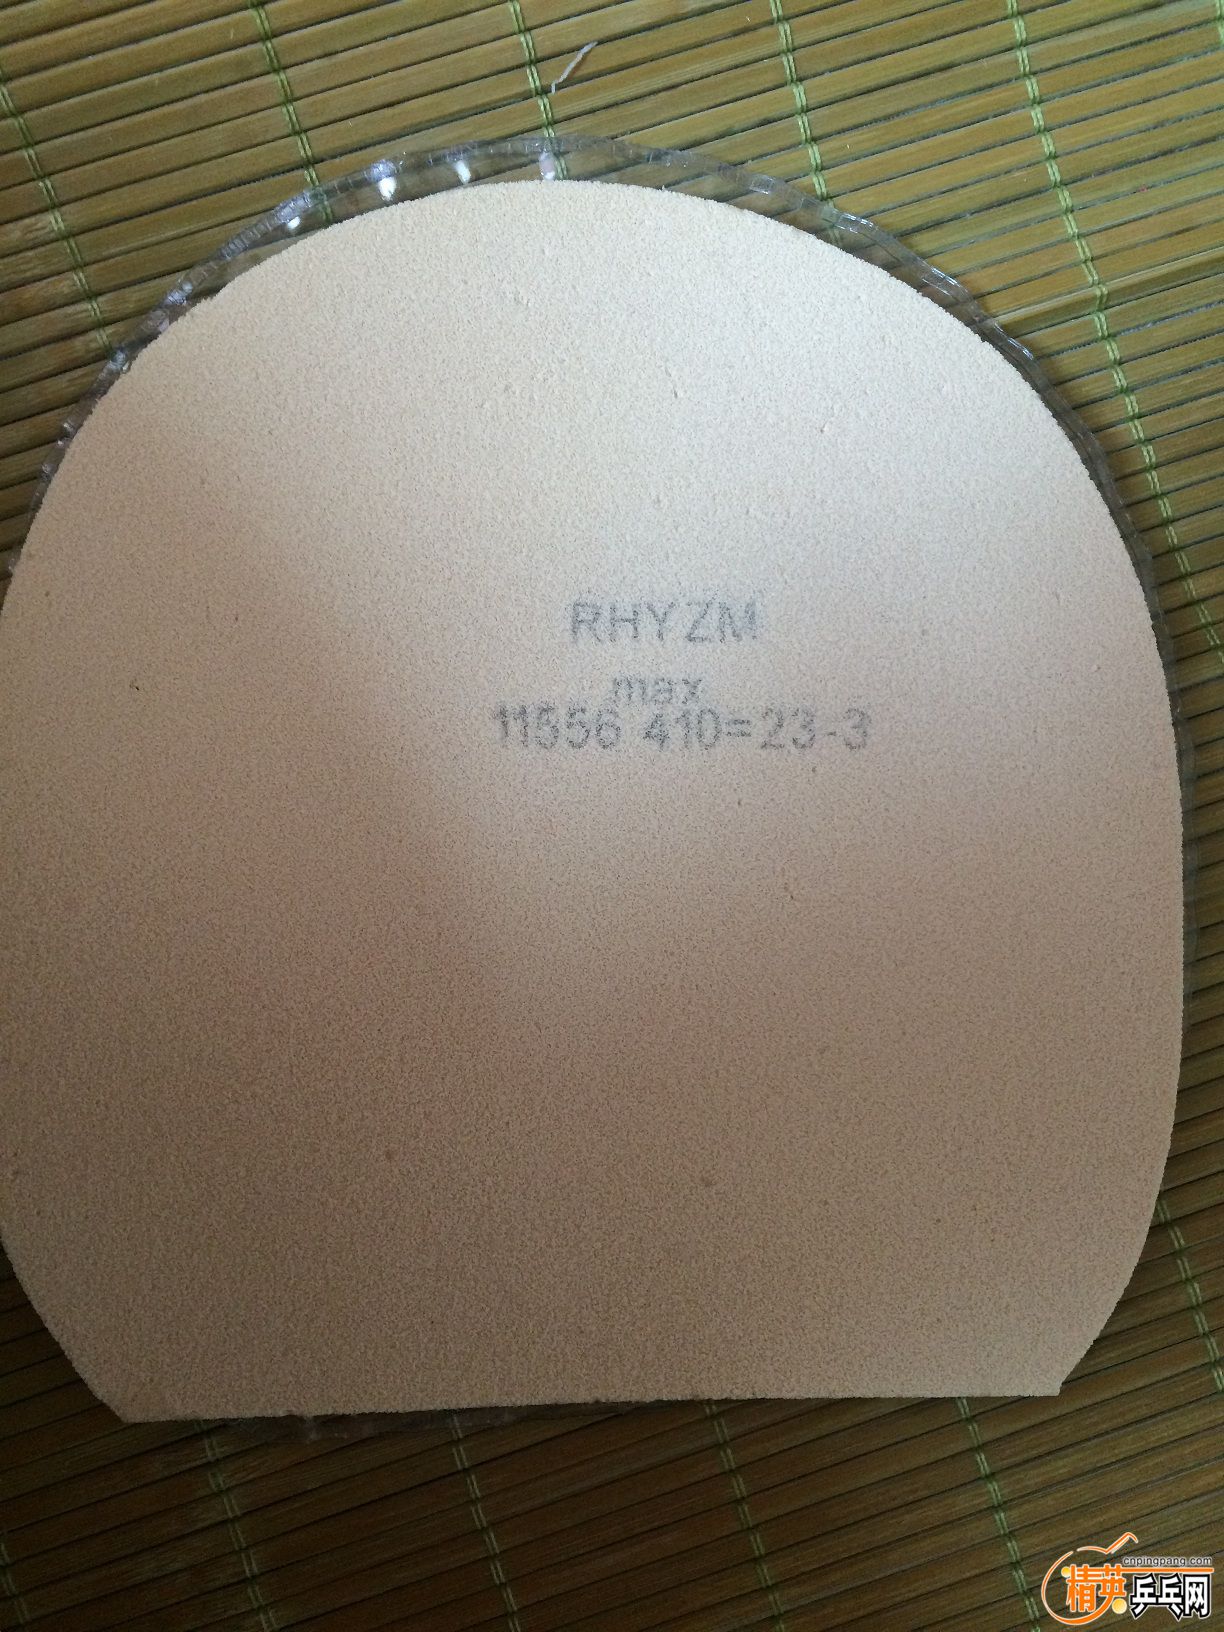 RHYZM
max
11556 410=23-3
cnpingpang.com
精英乒乓网